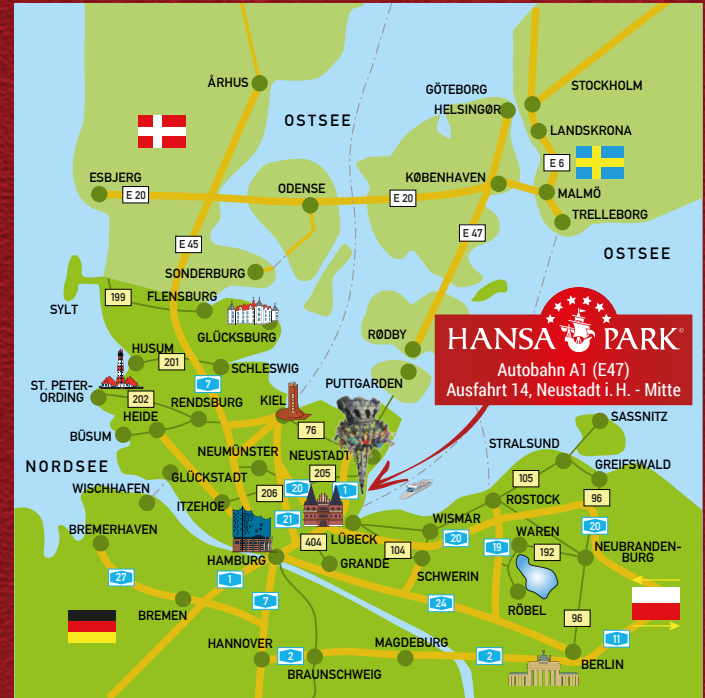 ÅRHUS
OSTSEE
GÖTEBORG
HELSINGØR
STOCKHOLM
LANDSKRONA
E 6
ESBJERG
E 20
ODENSE
E 20
KØBENHAVEN
MALMÖ
TRELLEBORG
E 45
E 47
OSTSEE
SONDERBURG
199
FLENSBURG
SYLT
GLÜCKSBURG
HANSA PARK®
Autobahn A1 (E47)
Ausfahrt 14, Neustadt i. H. - Mitte
RØDBY
HUSUM
201
SCHLESWIG
7
ST. PETER-
ORDING
202
RENDSBURG
KIEL
PUTTGARDEN
HEIDE
BÜSUM
76
SASSNITZ
STRALSUND
NORDSEE
NEUMÜNSTER
NEUSTADT
205
GREIFSWALD
GLÜCKSTADT
20
1
105
WISCHHAFEN
206
ITZEHOE
ROSTOCK
96
21
WISMAR
20
BREMERHAVEN
LÜBECK
20
WAREN
19
404
104
192
NEUBRANDEN-
BURG
HAMBURG
GRANDE
SCHWERIN
27
1
7
24
RÖBEL
BREMEN
96
HANNOVER
2
MAGDEBURG
2
11
BRAUNSCHWEIG
BERLIN